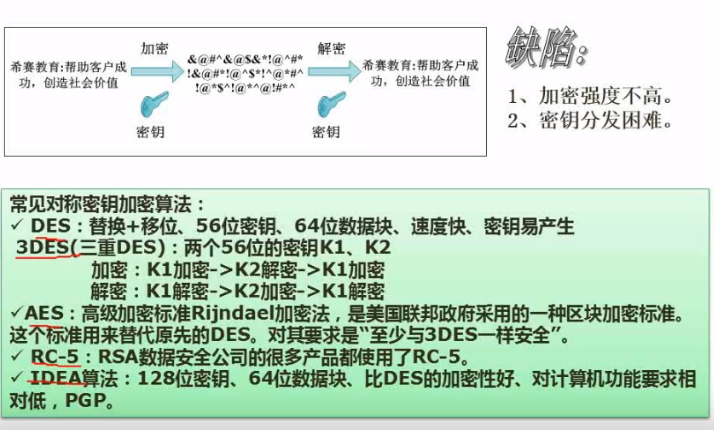 加密
解密
希赛教育:帮助客户成
功，创造社会价值
&@#^&@$&*!@^#*
!&@#*!@^$*!^@*#^
!@*$^!@*^@!#*^
希赛教育:帮助客户成
功，创造社会价值
密钥
密钥
缺陷:
1、加密强度不高。
2、密钥分发困难。
常见对称密钥加密算法：
✓ DES：替换+移位、56位密钥、64位数据块、速度快、密钥易产生
3DES(三重DES)：两个56位的密钥K1、K2
加密：K1加密->K2解密->K1加密
解密：K1解密->K2加密->K1解密
✓AES：高级加密标准Rijndael加密法，是美国联邦政府采用的一种区块加密标准。
这个标准用来替代原先的DES。对其要求是“至少与3DES一样安全”。
✓ RC-5：RSA数据安全公司的很多产品都使用了RC-5。
✓ IDEA算法：128位密钥、64位数据块、比DES的加密性好、对计算机功能要求相
对低，PGP。